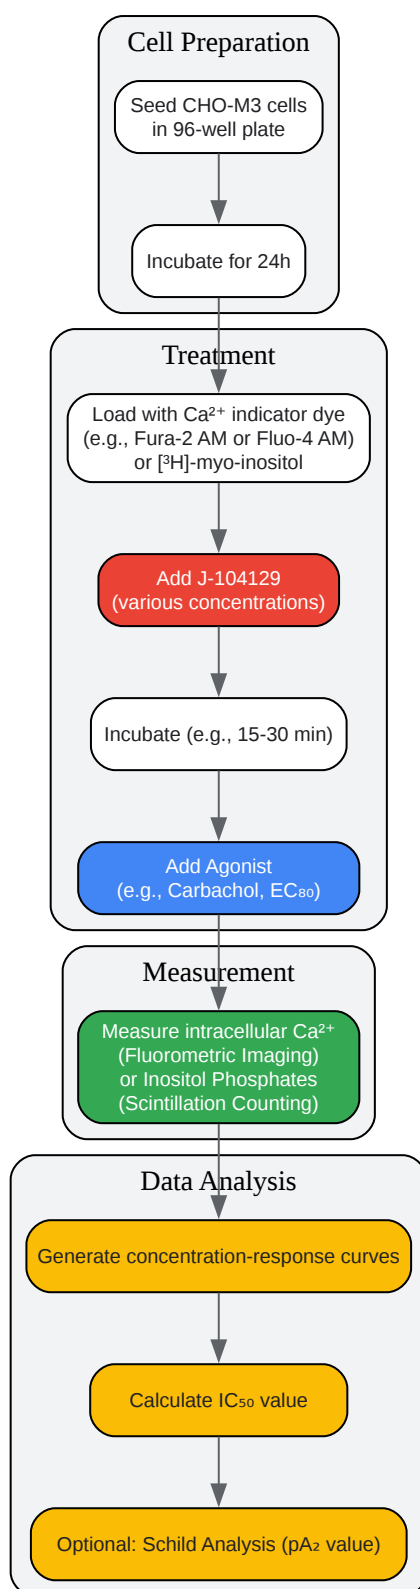 Cell Preparation
Seed CHO-M3 cells
in 96-well plate
Incubate for 24h
Treatment
Load with Ca²⁺ indicator dye
(e.g., Fura-2 AM or Fluo-4 AM)
or [³H]-myo-inositol
Add J-104129
(various concentrations)
Incubate (e.g., 15-30 min)
Add Agonist
(e.g., Carbachol, EC₈₀)
Measurement
Measure intracellular Ca²⁺
(Fluorometric Imaging)
or Inositol Phosphates
(Scintillation Counting)
Data Analysis
Generate concentration-response curves
Calculate IC₅₀ value
Optional: Schild Analysis (pA₂ value)